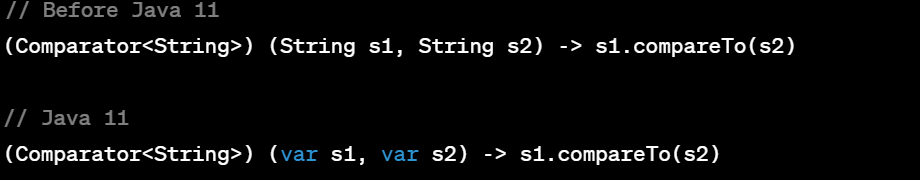 // Before Java 11
(Comparator<String>) (String s1, String s2) -> s1.compareTo(s2)
// Java 11
(Comparator<String>) (var s1, var s2) -> s1.compareTo(s2)